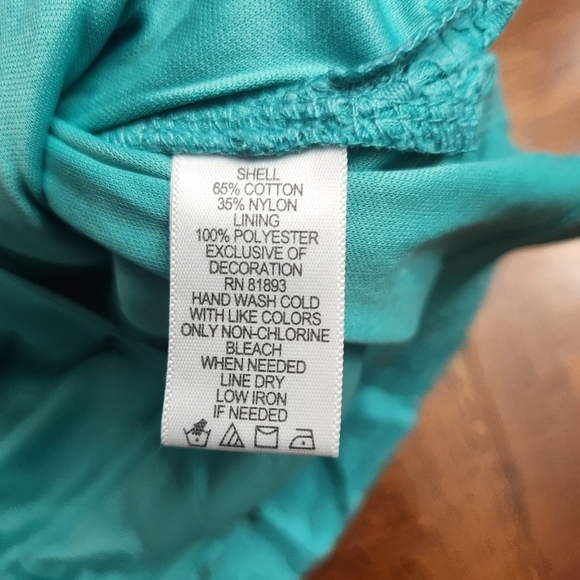 SHELL
65% COTTON
35% NYLON
LINING
100% POLYESTER
EXCLUSIVE OF
DECORATION
RN 81893
HAND WASH COLD
WITH LIKE COLORS
ONLY NON-CHLORINE
BLEACH
WHEN NEEDED
LINE DRY
LOW IRON
IF NEEDED